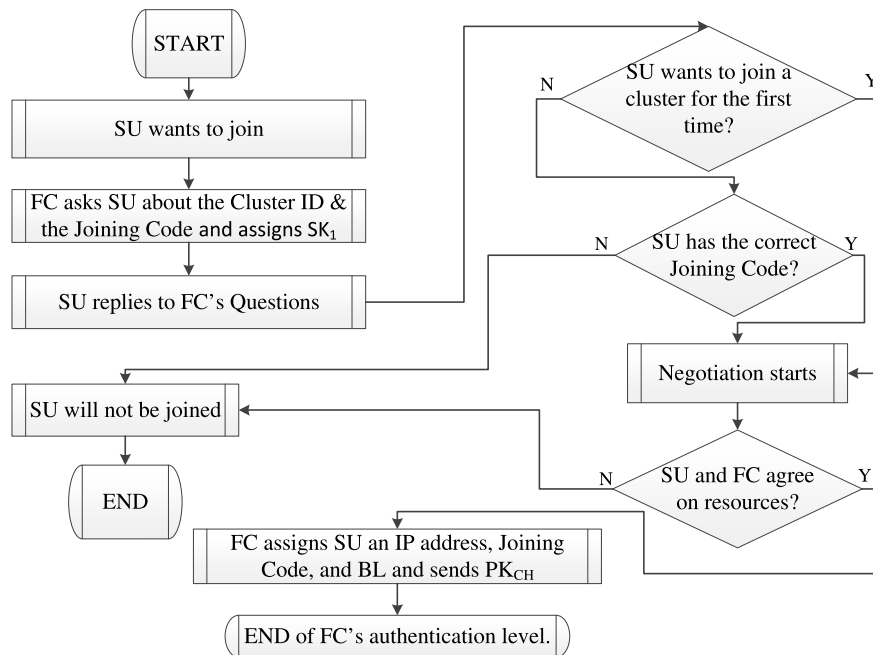 START
SU wants to join
FC asks SU about the Cluster ID &
the Joining Code and assigns SK₁
SU replies to FC's Questions
SU wants to join a
cluster for the first
time?
N
Y
SU has the correct
Joining Code?
N
Y
Negotiation starts
SU and FC agree
on resources?
N
Y
SU will not be joined
END
FC assigns SU an IP address, Joining
Code, and BL and sends PK_CH
END of FC's authentication level.